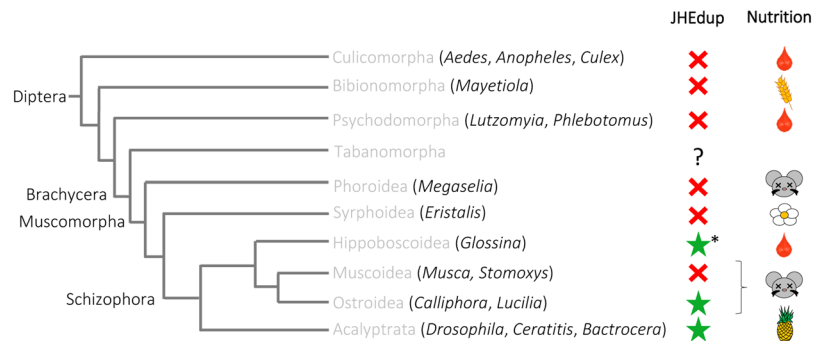 JHEdup Nutrition
Culicomorpha (Aedes, Anopheles, Culex)
Bibionomorpha (Mayetiola)
Diptera
Psychodomorpha (Lutzomyia, Phlebotomus)
Tabanomorpha ?
Phoroidea (Megaselia)
Brachycera
Syrphoidea (Eristalis)
Muscomorpha
Hippoboscoidea (Glossina) *
Muscoidea (Musca, Stomoxys)
Schizophora
Ostroidea (Calliphora, Lucilia)
Acalyptrata (Drosophila, Ceratitis, Bactrocera)